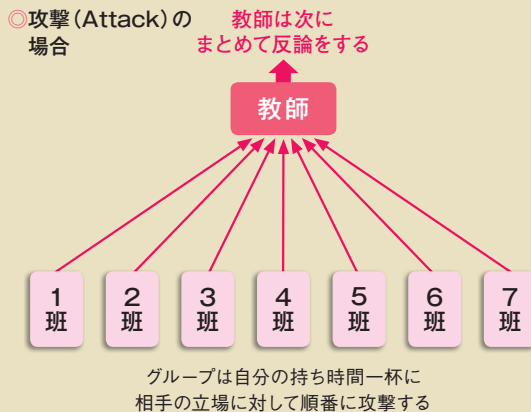 ◎攻撃（Attack）の
場合
教師は次に
まとめて反論をする
教師
1
班
2
班
3
班
4
班
5
班
6
班
7
班
グループは自分の持ち時間一杯に
相手の立場に対して順番に攻撃する